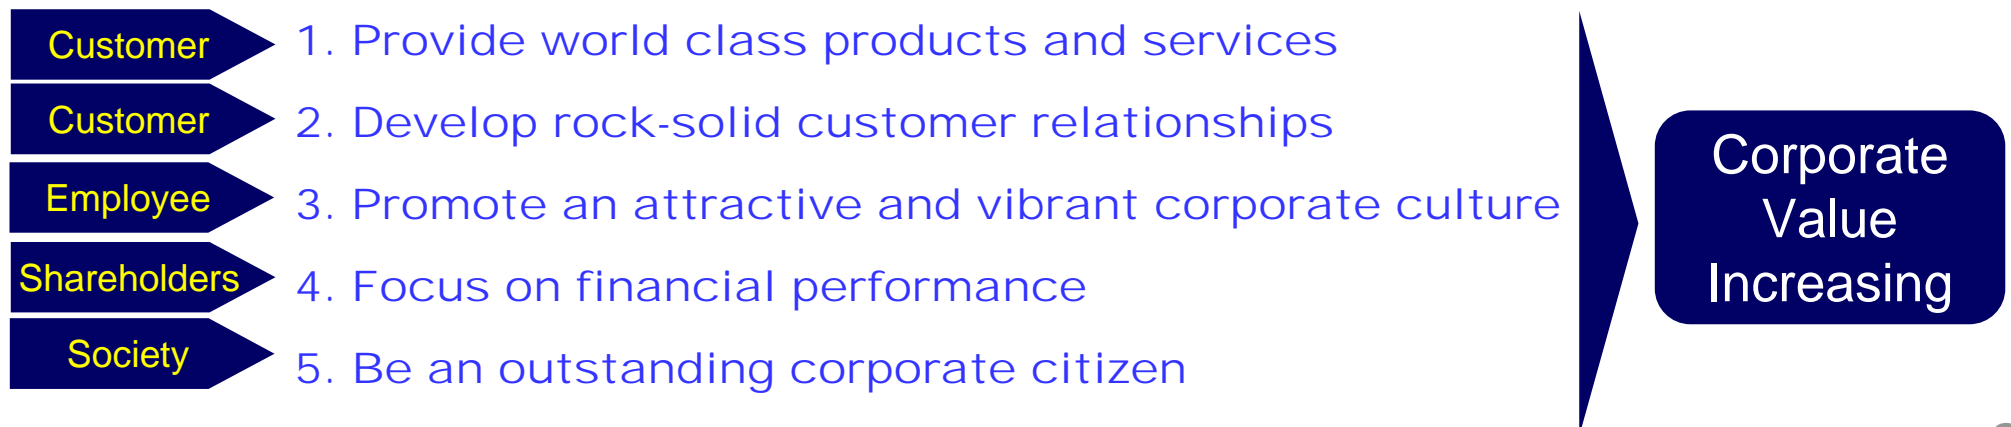 Customer 1. Provide world class products and services
Customer 2. Develop rock-solid customer relationships
Employee 3. Promote an attractive and vibrant corporate culture
Shareholders 4. Focus on financial performance
Society 5. Be an outstanding corporate citizen
Corporate
Value
Increasing